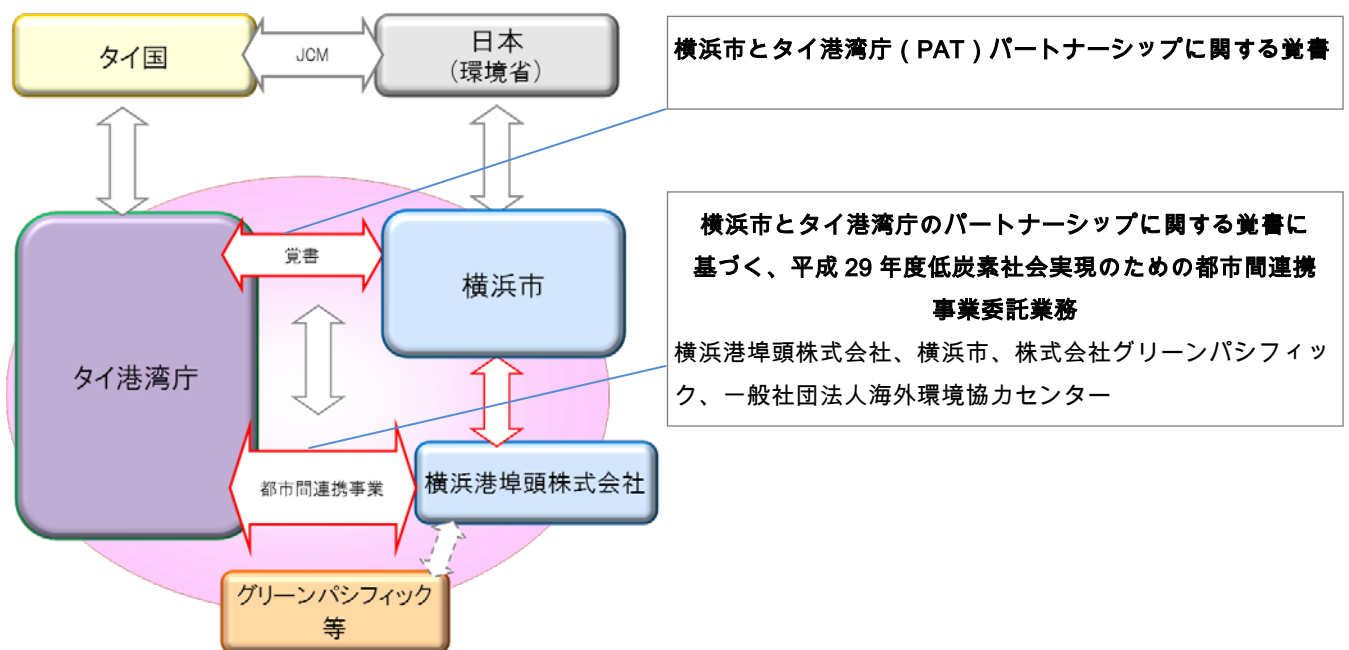 タイ国
JCM
日本
（環境省）
横浜市とタイ港湾庁（PAT）パートナーシップに関する覚書
横浜市とタイ港湾庁のパートナーシップに関する覚書に
基づく、平成 29 年度低炭素社会実現のための都市間連携
事業委託業務
横浜港埠頭株式会社、横浜市、株式会社グリーンパシフィッ
ク、一般社団法人海外環境協力センター
覚書
横浜市
タイ港湾庁
都市間連携事業
横浜港埠頭株式会社
グリーンパシフィック
等